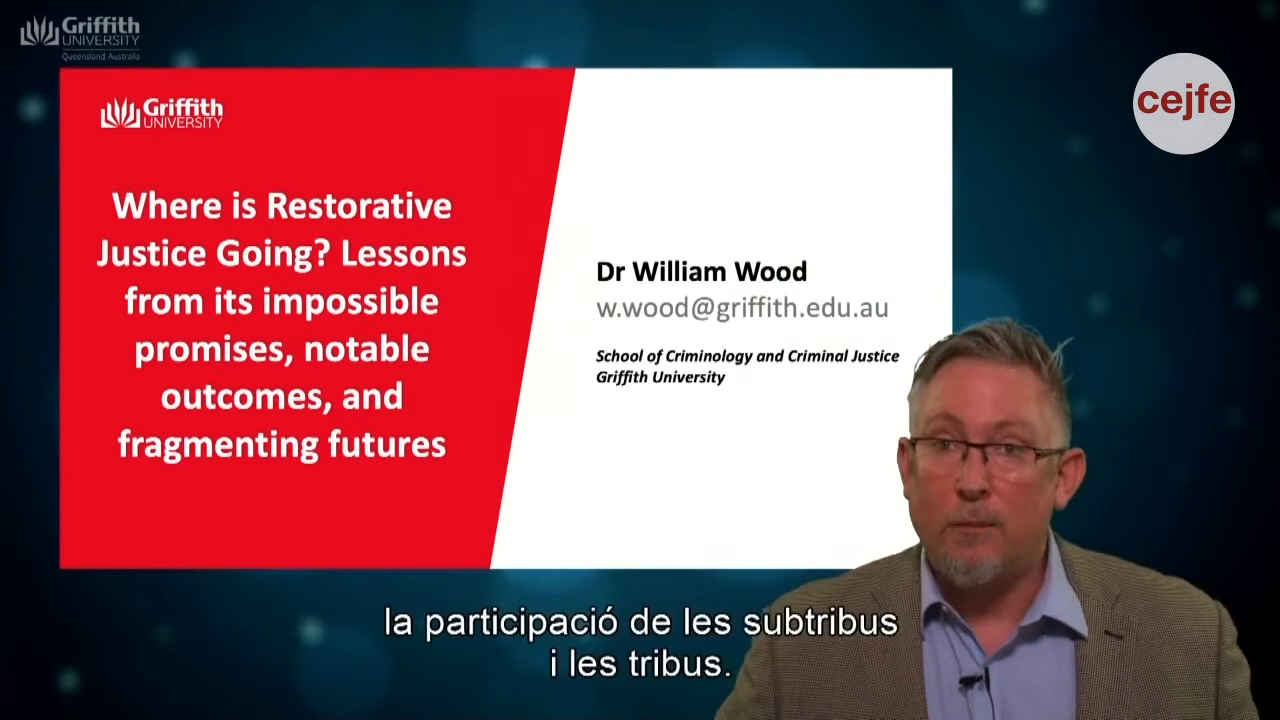 Griffith
UNIVERSITY
Queensland, Australia
cejfe
Griffith
UNIVERSITY
Where is Restorative
Justice Going? Lessons
from its impossible
promises, notable
outcomes, and
fragmenting futures
Dr William Wood
w.wood@griffith.edu.au
School of Criminology and Criminal Justice
Griffith University
la participació de les subtribus
i les tribus.